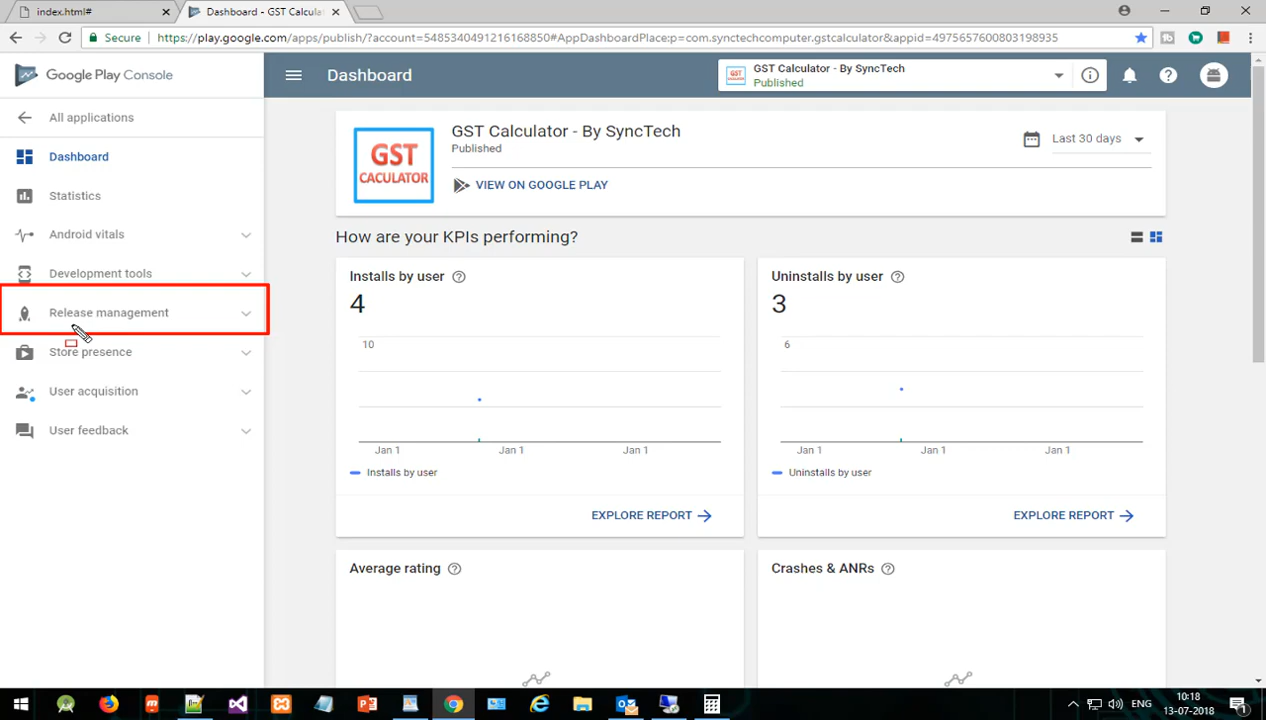 index.html#
Dashboard - GST Calcula
Secure
https://play.google.com/apps/publish/?account=5485340491216168850#AppDashboardPlace:p=com.synctechcomputer.gstcalculator&appid=4975657600803198935
Google Play Console
Dashboard
GST Calculator - By SyncTech
Published
All applications
Dashboard
Statistics
Android vitals
Development tools
Release management
Store presence
User acquisition
User feedback
GST
CACULATOR
GST Calculator - By SyncTech
Published
VIEW ON GOOGLE PLAY
Last 30 days
How are your KPIs performing?
Installs by user
4
10
Jan 1 Jan 1 Jan 1
Installs by user
EXPLORE REPORT
Uninstalls by user
3
6
Jan 1 Jan 1 Jan 1
Uninstalls by user
EXPLORE REPORT
Average rating
Crashes & ANRs
ENG
10:18
13-07-2018
1